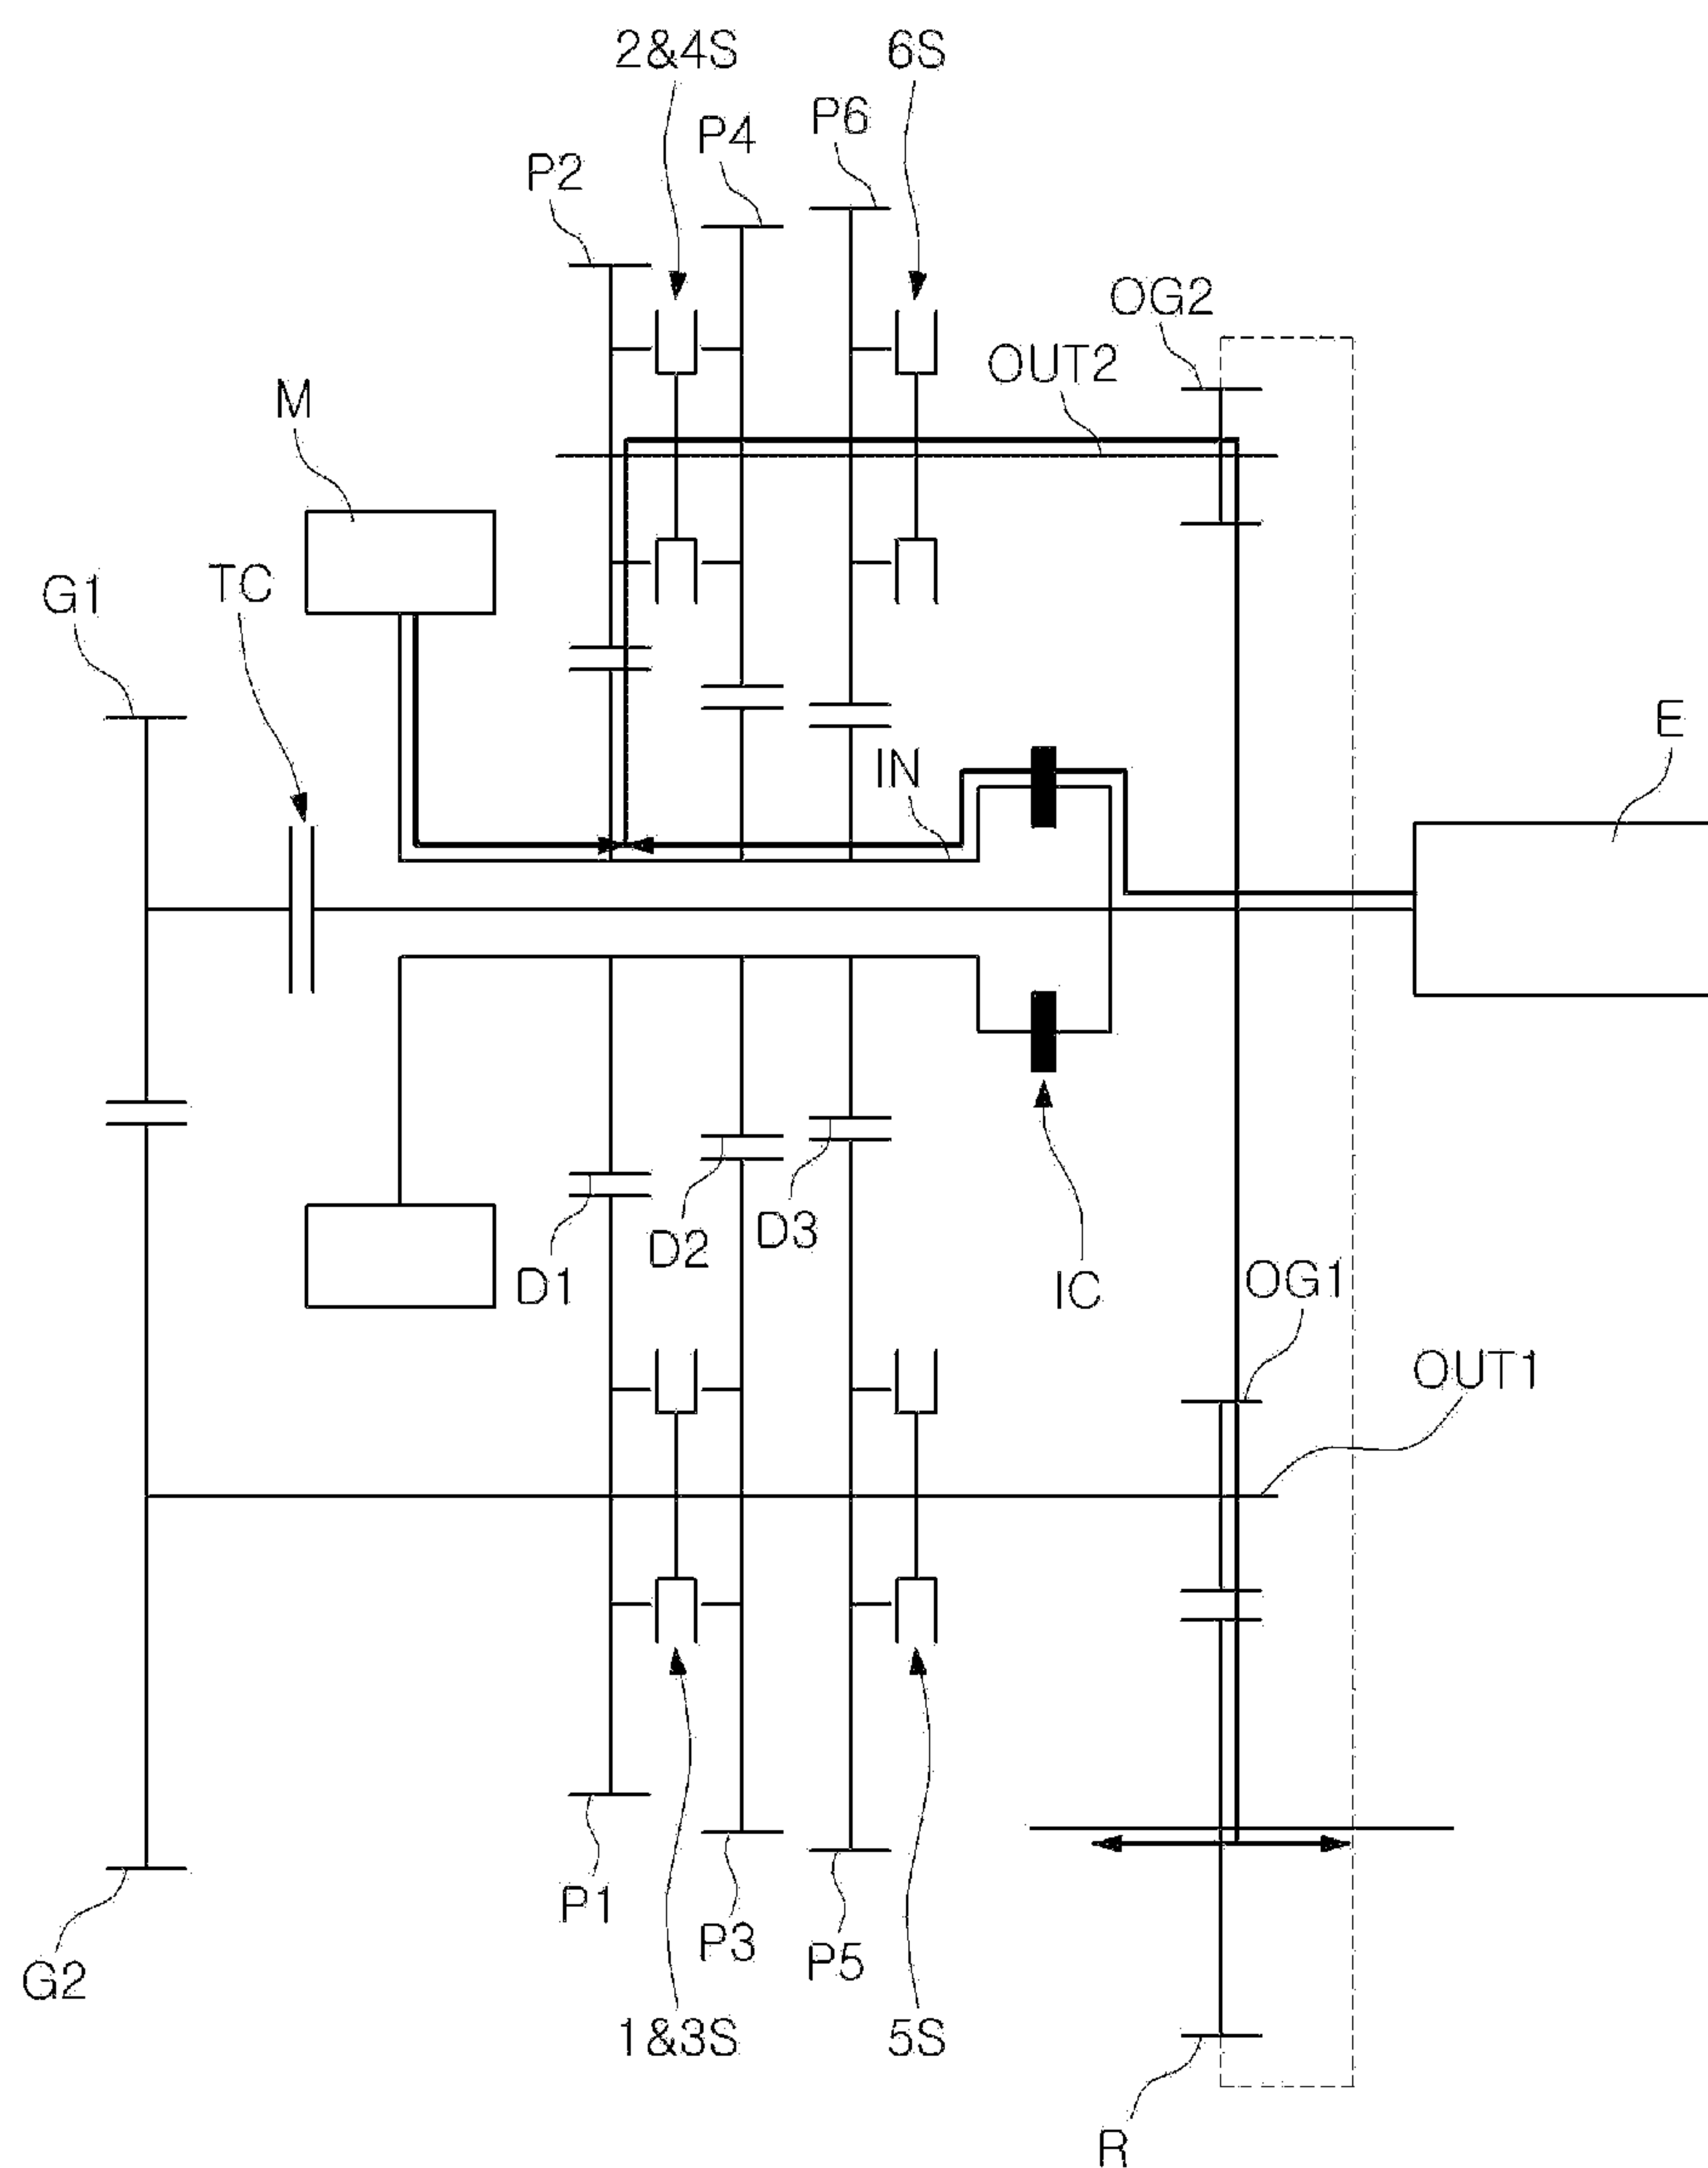 2&4S
6S
P6
P4
P2
OG2
OUT2
M
TC
G1
E
IN
D3
D2
D1
IC
OG1
OUT1
P1
P3
P5
G2
1&3S
5S
R